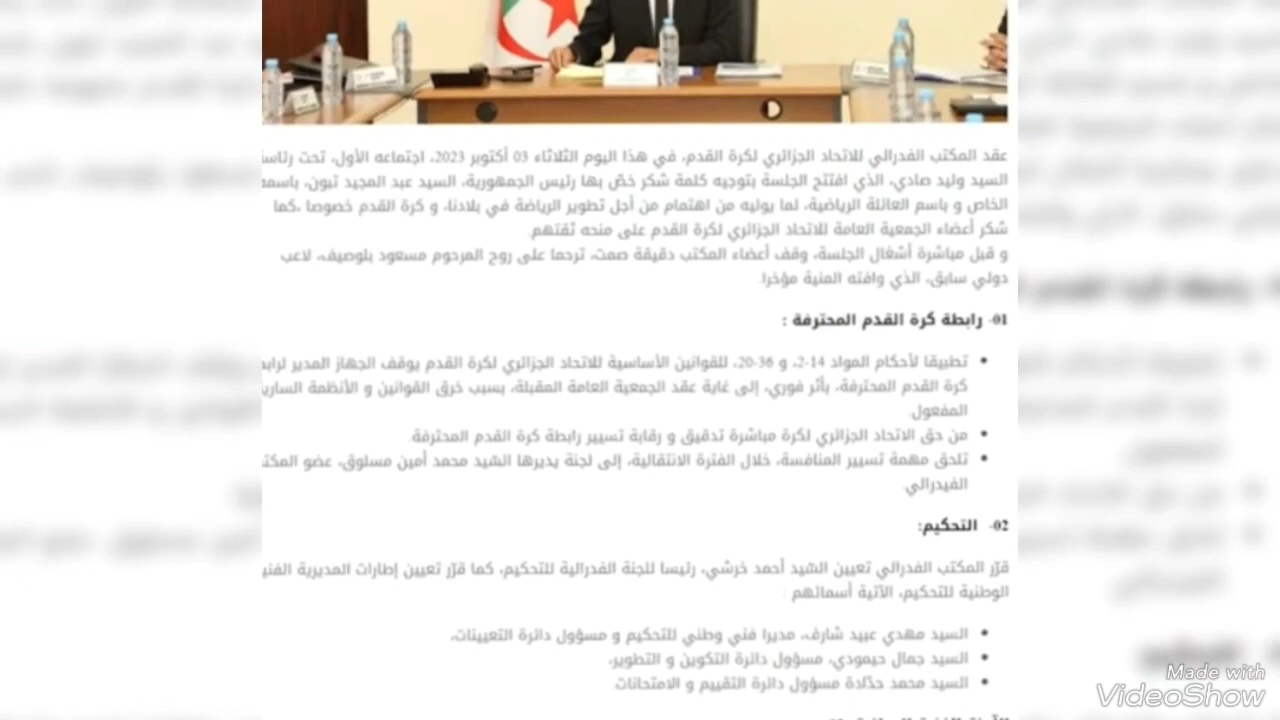 عقد المكتب الفدرالي للاتحاد الجزائري لكرة القدم، في هذا اليوم الثلاثاء 03 أكتوبر 2023، اجتماعه الأول، تحت
السيد وليد صادي، الذي افتتح الجلسة بتوجيه كلمة شكر خصّ بها رئيس الجمهورية، السيد عبد المجيد تبون، باسمه
الخاص و باسم العائلة الرياضية، لما يوليه من اهتمام من أجل تطوير الرياضة في بلادنا، و كرة القدم خصوصا ،كما
شكر أعضاء الجمعية العامة للاتحاد الجزائري لكرة القدم على منحه ثقتهم.
و قبل مباشرة أشغال الجلسة، وقف أعضاء المكتب دقيقة صمت، ترحما على روح المرحوم مسعود بلوصيف، لاعب
دولي سابق، الذي وافته المنية مؤخرا.
01- رابطة كرة القدم المحترفة :
• تطبيقا لأحكام المواد 14-2، و 36-20، للقوانين الأساسية للاتحاد الجزائري لكرة القدم يوقف الجهاز المدير
كرة القدم المحترفة، بأثر فوري، إلى غاية عقد الجمعية العامة المقبلة، بسبب خرق القوانين و الأنظمة
المفعول.
• من حق الاتحاد الجزائري لكرة مباشرة تدقيق و رقابة تسيير رابطة كرة القدم المحترفة.
• تلحق مهمة تسيير المنافسة، خلال الفترة الانتقالية، إلى لجنة يديرها السّيد محمد أمين مسلوق، عضو
الفيدرالي.
02- التحكيم:
قرّر المكتب الفدرالي تعيين السّيد أحمد خرشي، رئيسا للجنة الفدرالية للتحكيم، كما قرّر تعيين إطارات المديرية
الوطنية للتحكيم، الآتية أسمائهم :
• السيد مهدي عبيد شارف، مديرا فني وطني للتحكيم و مسؤول دائرة التعيينات،
• السيد جمال حيمودي، مسؤول دائرة التكوين و التطوير،
• السيد محمد حدّادة مسؤول دائرة التقييم و الامتحانات.
Made with
VideoShow